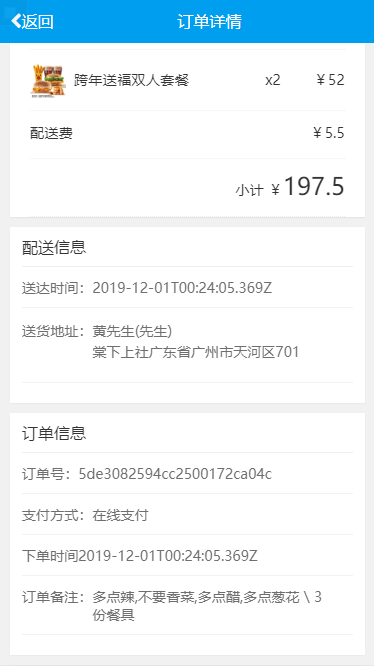 返回 订单详情
跨年送福双人套餐 x2 ￥52
配送费 ￥5.5
小计 ￥197.5
配送信息
送达时间：2019-12-01T00:24:05.369Z
送货地址：黄先生(先生)
棠下上社广东省广州市天河区701
订单信息
订单号：5de3082594cc2500172ca04c
支付方式：在线支付
下单时间2019-12-01T00:24:05.369Z
订单备注：多点辣,不要香菜,多点醋,多点葱花 \ 3
份餐具